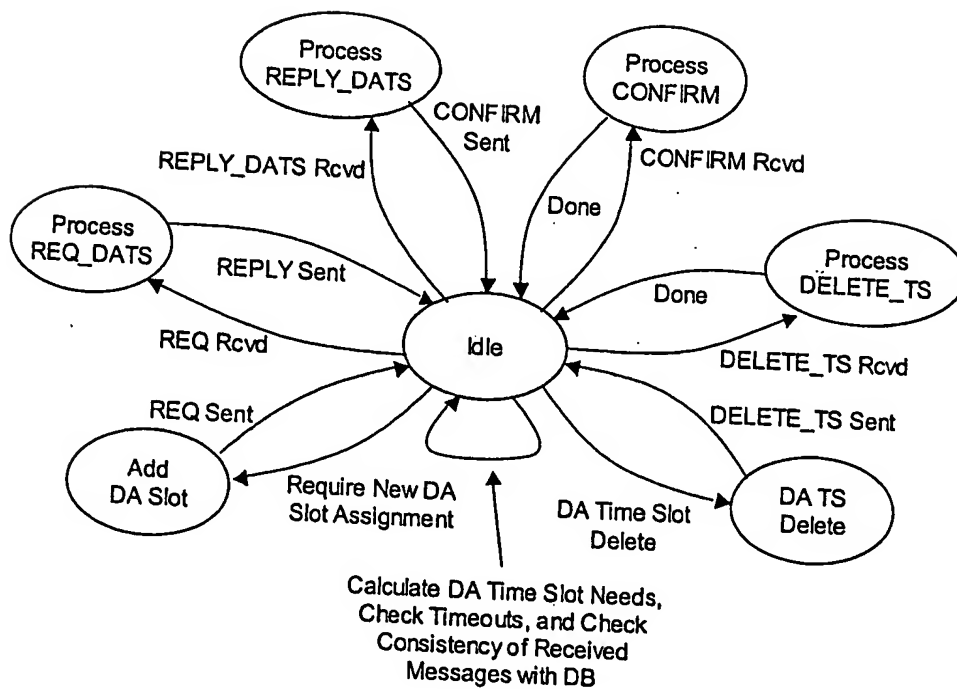 Process
REPLY_DATS
Process
CONFIRM
CONFIRM
Sent
REPLY_DATS Rcvd
CONFIRM Rcvd
Done
Process
REQ_DATS
REPLY Sent
Process
DELETE_TS
Done
Idle
REQ Rcvd
DELETE_TS Rcvd
REQ Sent
DELETE_TS Sent
Add
DA Slot
Require New DA
Slot Assignment
DA Time Slot
Delete
DA TS
Delete
Calculate DA Time Slot Needs,
Check Timeouts, and Check
Consistency of Received
Messages with DB